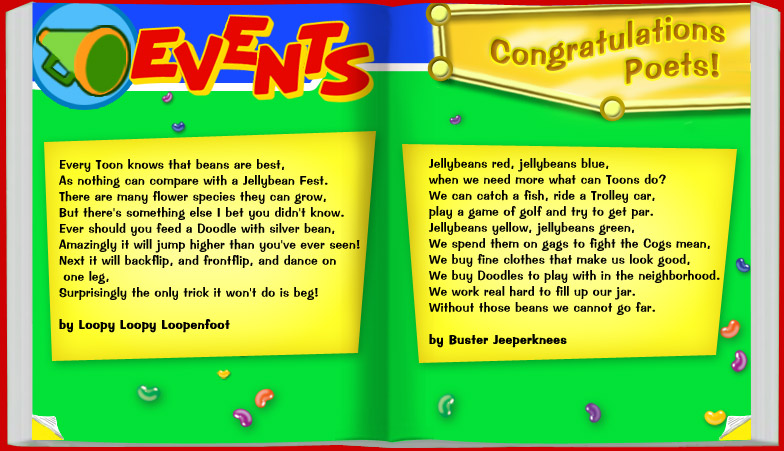 EVENTS
Every Toon knows that beans are best,
As nothing can compare with a Jellybean Fest.
There are many flower species they can grow,
But there's something else I bet you didn't know.
Ever should you feed a Doodle with silver bean,
Amazingly it will jump higher than you've ever seen!
Next it will backflip, and frontflip, and dance on
one leg,
Surprisingly the only trick it won't do is beg!
by Loopy Loopy Loopenfoot
Congratulations
Poets!
Jellybeans red, jellybeans blue,
when we need more what can Toons do?
We can catch a fish, ride a Trolley car,
play a game of golf and try to get par.
Jellybeans yellow, jellybeans green,
We spend them on gags to fight the Cogs mean,
We buy fine clothes that make us look good,
We buy Doodles to play with in the neighborhood.
We work real hard to fill up our jar.
Without those beans we cannot go far.
by Buster Jeeperknees